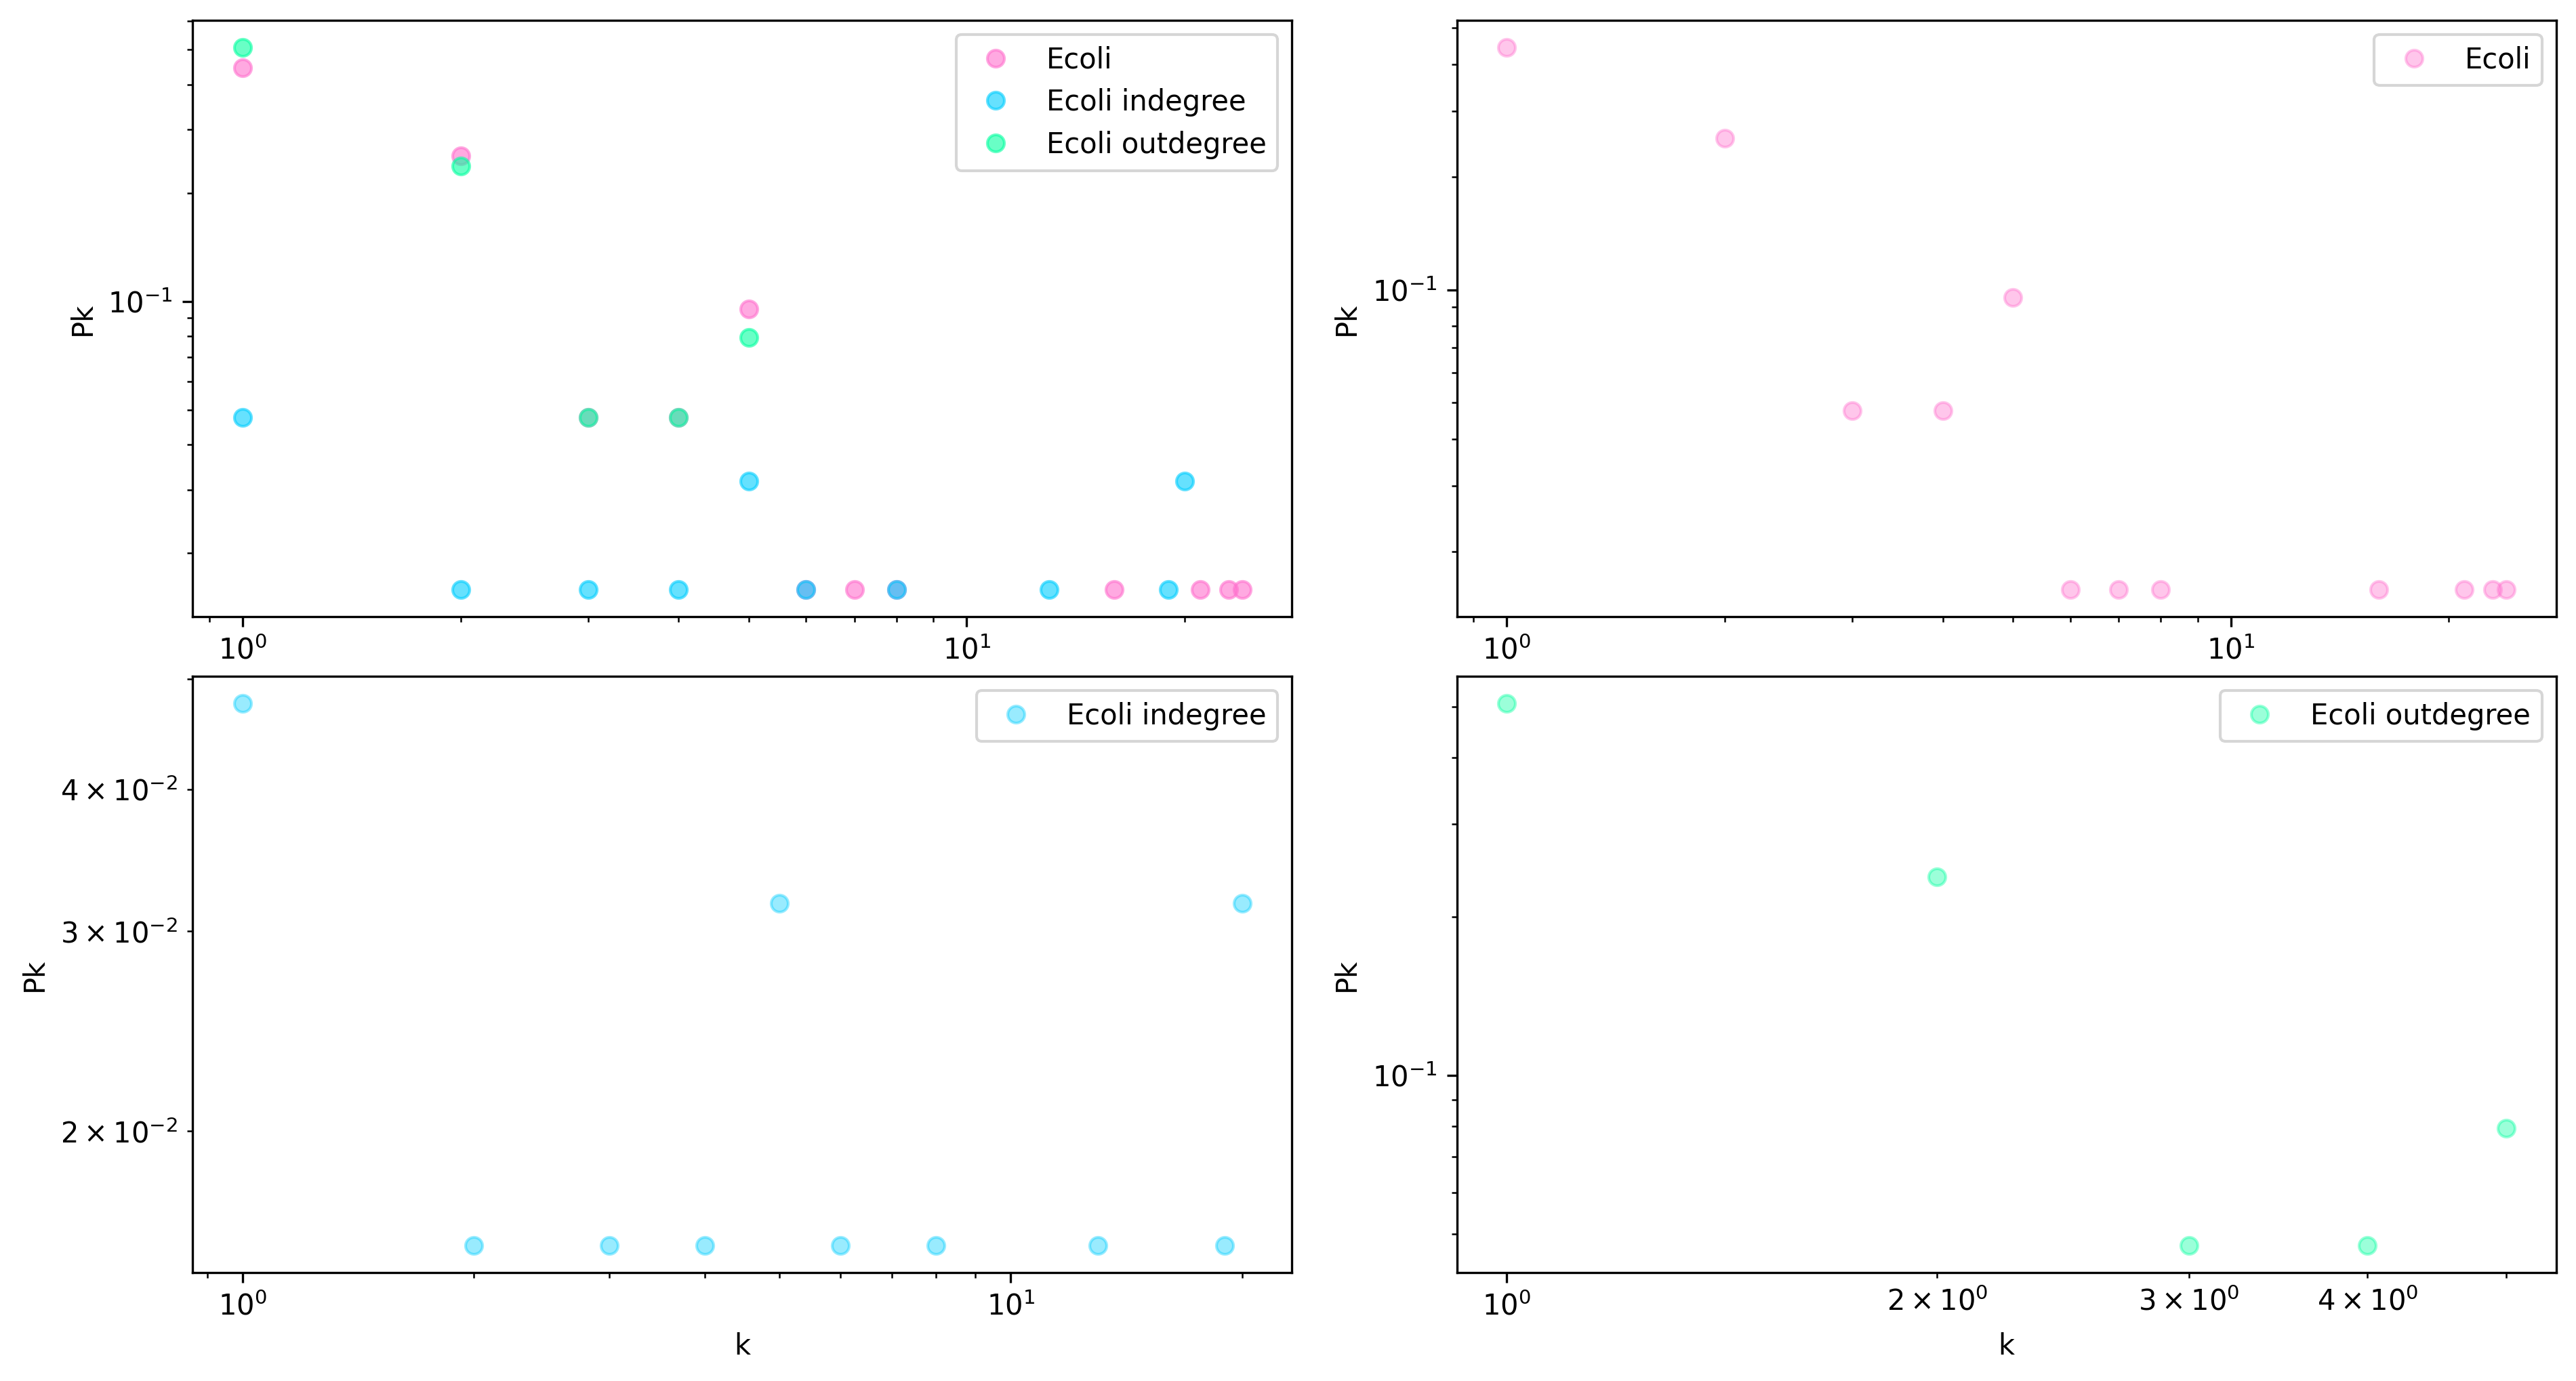 Pk
10⁻¹
10⁰
10¹
Ecoli
Ecoli indegree
Ecoli outdegree
Pk
10⁻¹
10⁰
10¹
Ecoli
Pk
4 × 10⁻²
3 × 10⁻²
2 × 10⁻²
10⁰
10¹
k
Ecoli indegree
Pk
10⁻¹
10⁰
2 × 10⁰
3 × 10⁰
4 × 10⁰
k
Ecoli outdegree